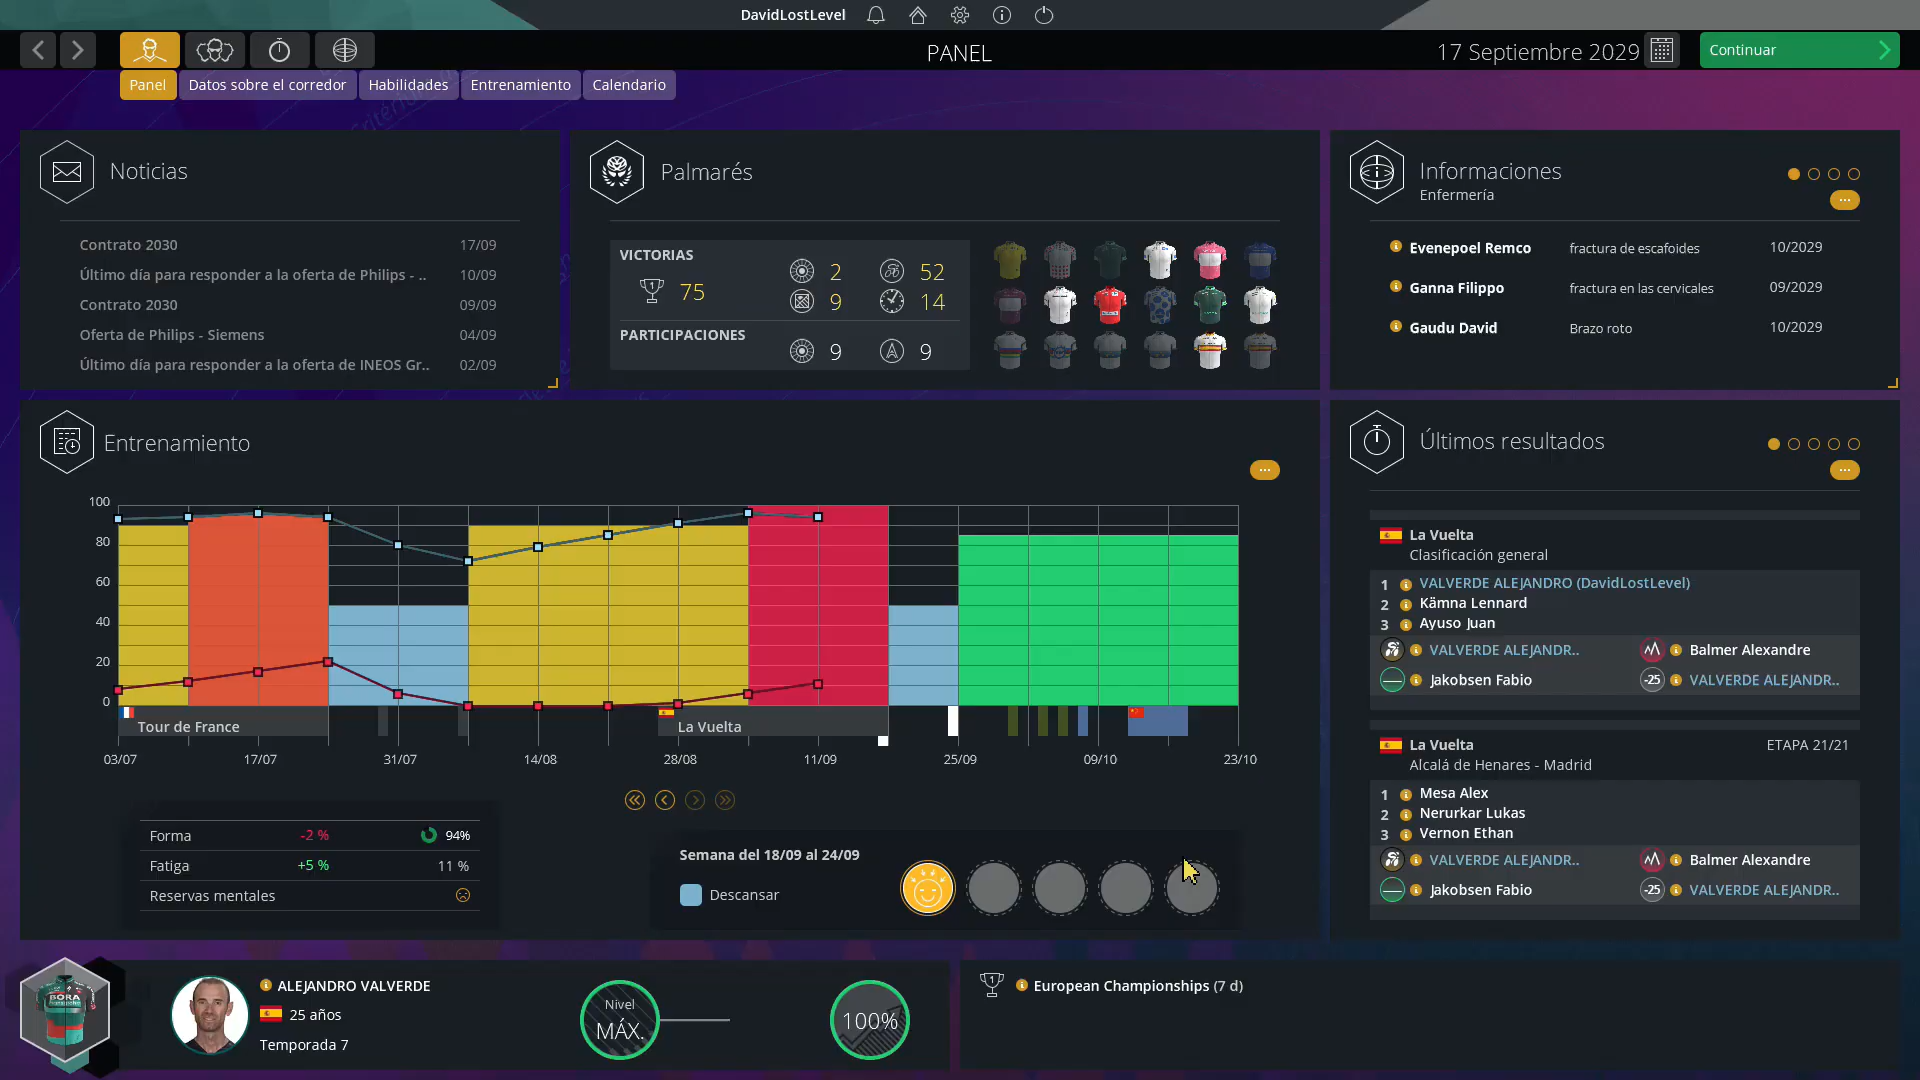 DavidLostLevel
PANEL
17 Septiembre 2029
Continuar
Panel
Datos sobre el corredor
Habilidades
Entrenamiento
Calendario
Noticias
Contrato 2030 17/09
Último día para responder a la oferta de Philips - .. 10/09
Contrato 2030 09/09
Oferta de Philips - Siemens 04/09
Último día para responder a la oferta de INEOS Gr.. 02/09
Palmarés
VICTORIAS
75
2 52
9 14
PARTICIPACIONES
9 9
Informaciones
Enfermería
Evenepoel Remco fractura de escafoides 10/2029
Ganna Filippo fractura en las cervicales 09/2029
Gaudu David Brazo roto 10/2029
Entrenamiento
100
80
60
40
20
0
Tour de France
La Vuelta
03/07 17/07 31/07 14/08 28/08 11/09 25/09 09/10 23/10
Forma -2 % 94%
Fatiga +5 % 11 %
Reservas mentales
Semana del 18/09 al 24/09
Descansar
Últimos resultados
La Vuelta
Clasificación general
1 VALVERDE ALEJANDRO (DavidLostLevel)
2 Kämna Lennard
3 Ayuso Juan
VALVERDE ALEJANDR.. Balmer Alexandre
Jakobsen Fabio -25 VALVERDE ALEJANDR..
La Vuelta ETAPA 21/21
Alcalá de Henares - Madrid
1 Mesa Alex
2 Nerurkar Lukas
3 Vernon Ethan
VALVERDE ALEJANDR.. Balmer Alexandre
Jakobsen Fabio -25 VALVERDE ALEJANDR..
BORA
ALEJANDRO VALVERDE
25 años
Temporada 7
Nivel
MÁX.
100%
European Championships (7 d)